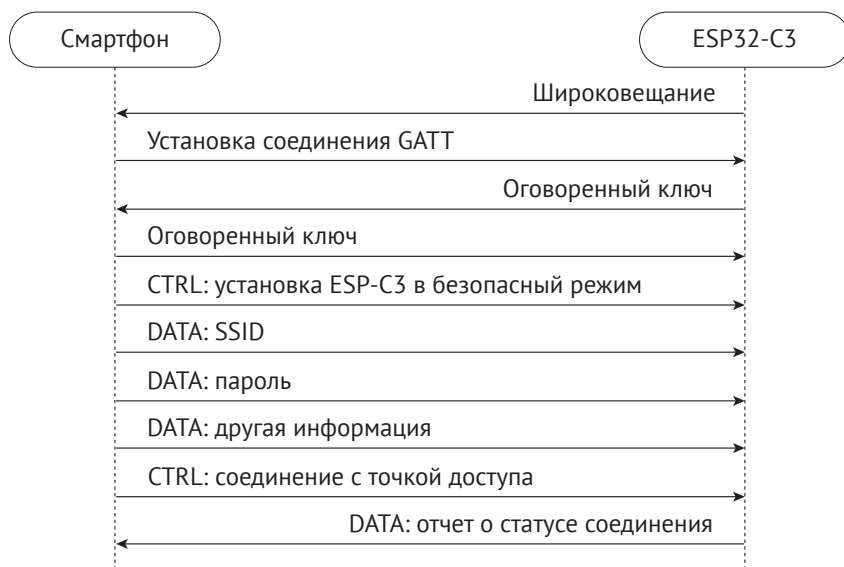 Смартфон
ESP32-C3
Широковещание
Установка соединения GATT
Оговоренный ключ
Оговоренный ключ
CTRL: установка ESP-C3 в безопасный режим
DATA: SSID
DATA: пароль
DATA: другая информация
CTRL: соединение с точкой доступа
DATA: отчет о статусе соединения